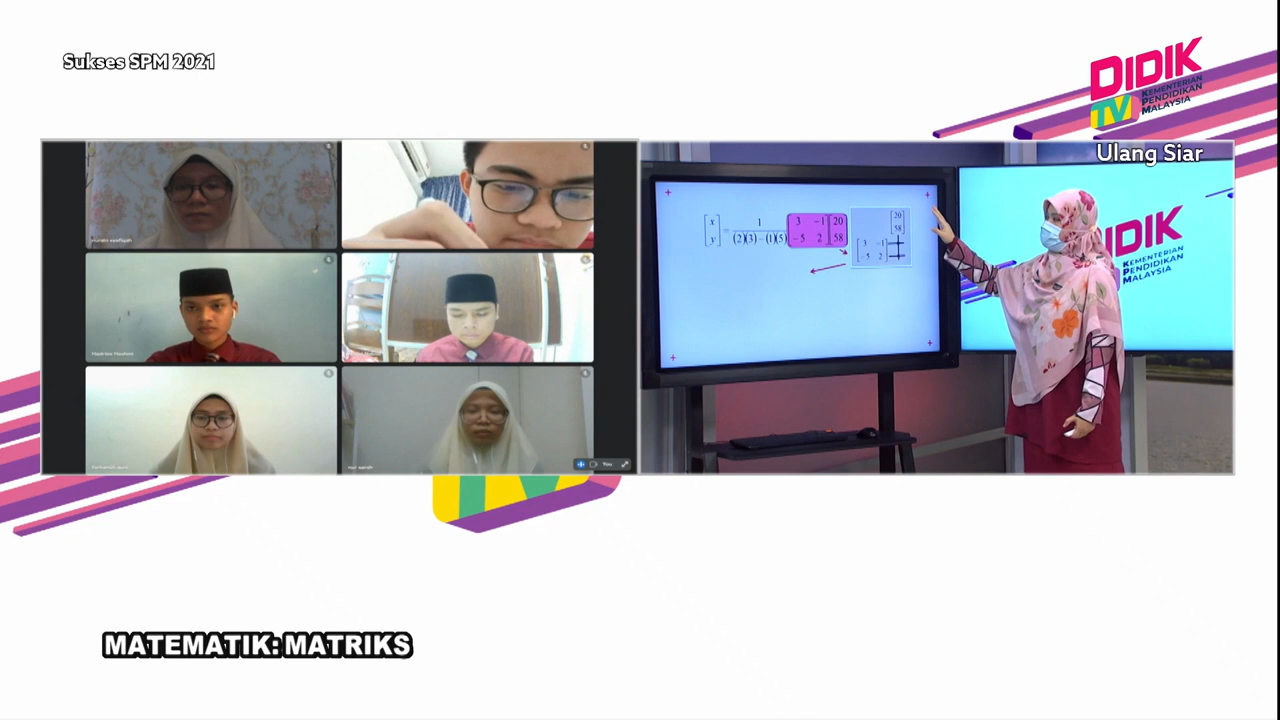 Sukses SPM 2021
DIDIK
TV
KEMENTERIAN
PENDIDIKAN
MALAYSIA
Ulang Siar
[x y] = 1/((2)(3) − (1)(5)) [3 −1 −5 2] [20 58]
[20 58]
[3 −1 −5 2]
DIDIK
KEMENTERIAN
PENDIDIKAN
MALAYSIA
You
MATEMATIK: MATRIKS